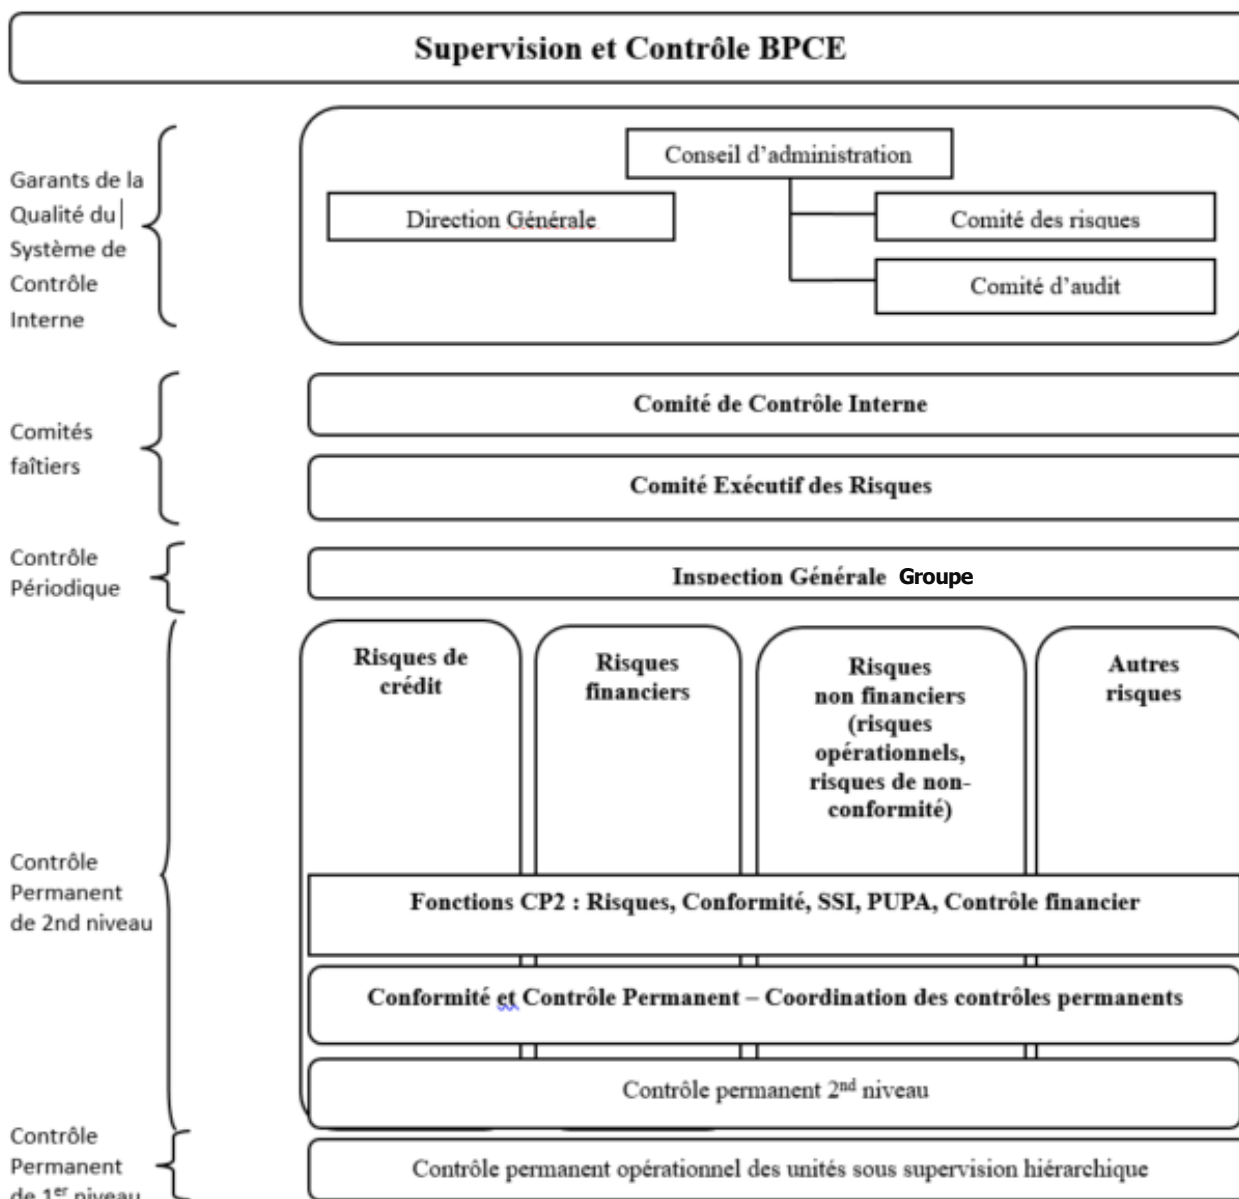 Supervision et Contrôle BPCE
Garants de la
Qualité du
Système de
Contrôle
Interne
Conseil d'administration
Direction Générale
Comité des risques
Comité d'audit
Comités
faîtiers
Comité de Contrôle Interne
Comité Exécutif des Risques
Contrôle
Périodique
Inspection Générale Groupe
Contrôle
Permanent
de 2nd niveau
Risques de
crédit
Risques
financiers
Risques
non financiers
(risques
opérationnels,
risques de non-
conformité)
Autres
risques
Fonctions CP2 : Risques, Conformité, SSI, PUPA, Contrôle financier
Conformité et Contrôle Permanent – Coordination des contrôles permanents
Contrôle permanent 2nd niveau
Contrôle
Permanent
de 1er niveau
Contrôle permanent opérationnel des unités sous supervision hiérarchique